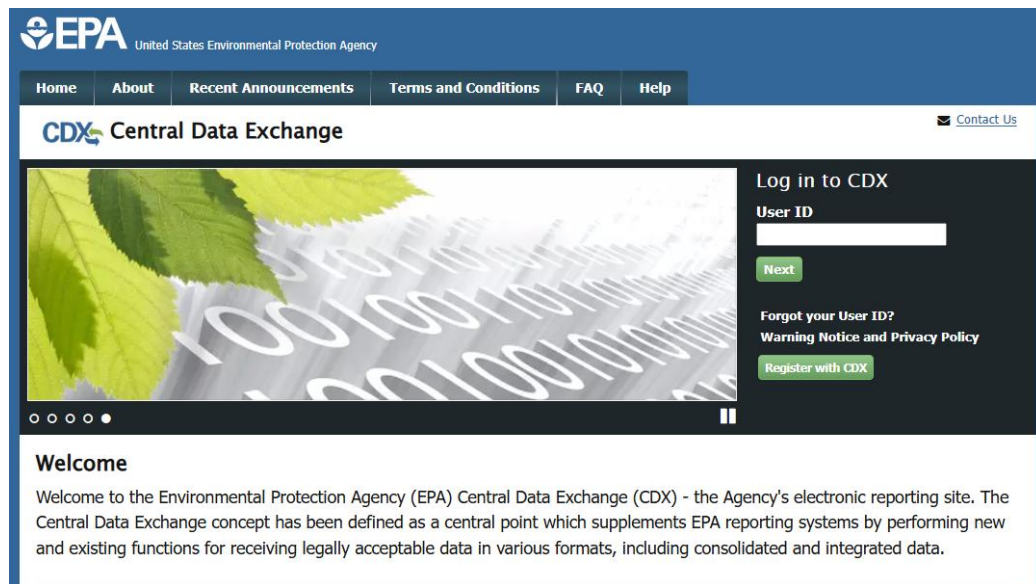 EPA United States Environmental Protection Agency
Home About Recent Announcements Terms and Conditions FAQ Help
CDX Central Data Exchange
Contact Us
Log in to CDX
User ID
Next
Forgot your User ID?
Warning Notice and Privacy Policy
Register with CDX
1001001
100100101010
1001001010
Welcome
Welcome to the Environmental Protection Agency (EPA) Central Data Exchange (CDX) - the Agency's electronic reporting site. The
Central Data Exchange concept has been defined as a central point which supplements EPA reporting systems by performing new
and existing functions for receiving legally acceptable data in various formats, including consolidated and integrated data.